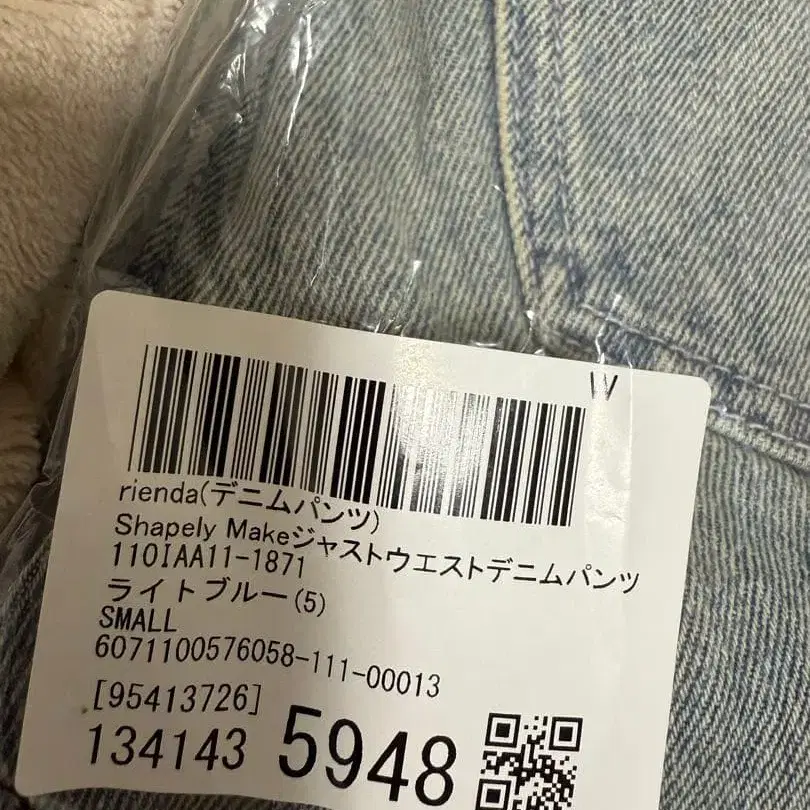 W
rienda(デニムパンツ)
Shapely Makeジャストウエストデニムパンツ
110IAA11-1871
ライトブルー(5)
SMALL
6071100576058-111-00013
[95413726]
134143 5948